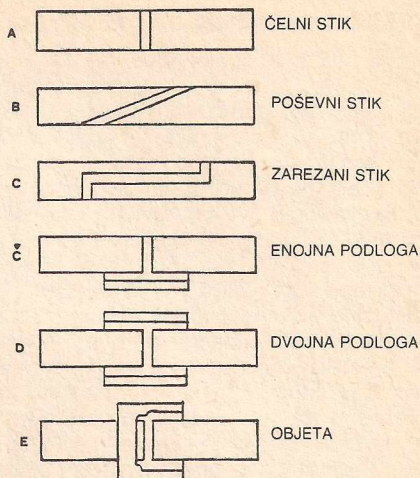 A ČELNI STIK
B POŠEVNI STIK
C ZAREZANI STIK
Č ENOJNA PODLOGA
D DVOJNA PODLOGA
E OBJETA